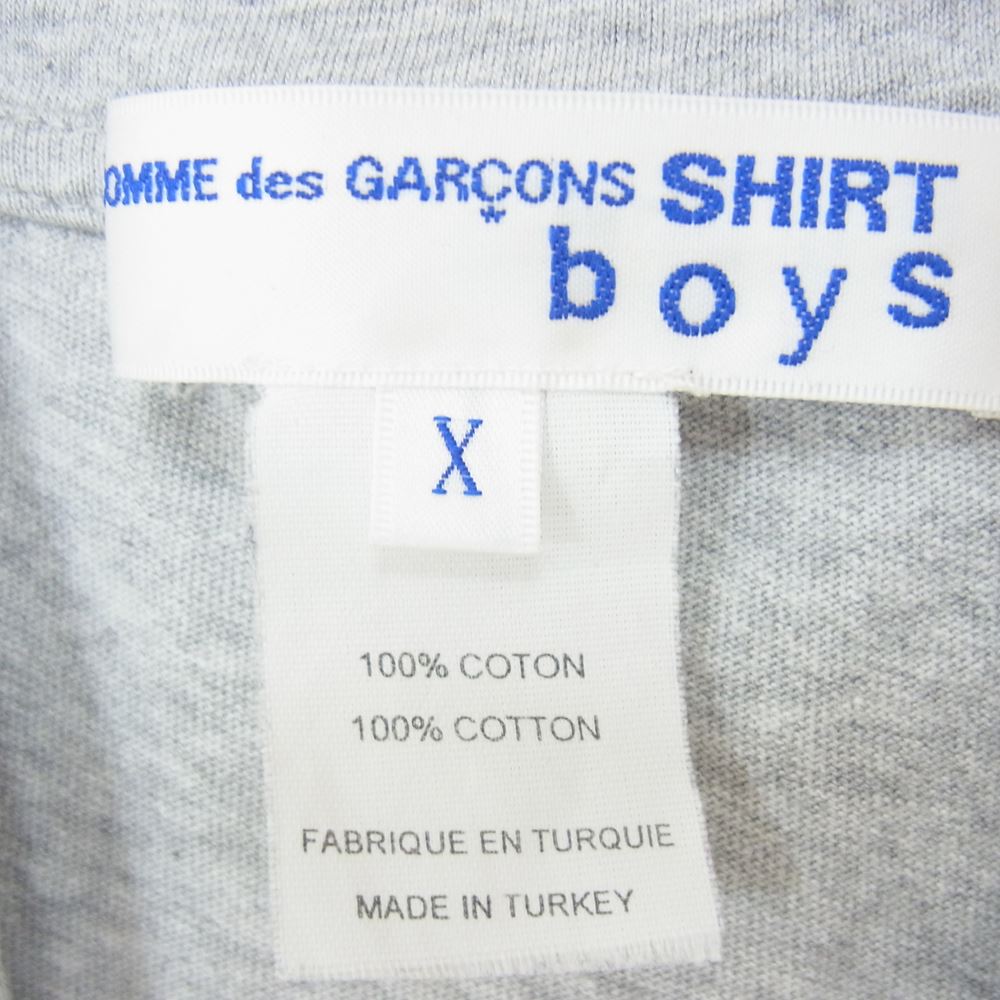 OMME des GARÇONS SHIRT
boys
X
100% COTON
100% COTTON
FABRIQUE EN TURQUIE
MADE IN TURKEY